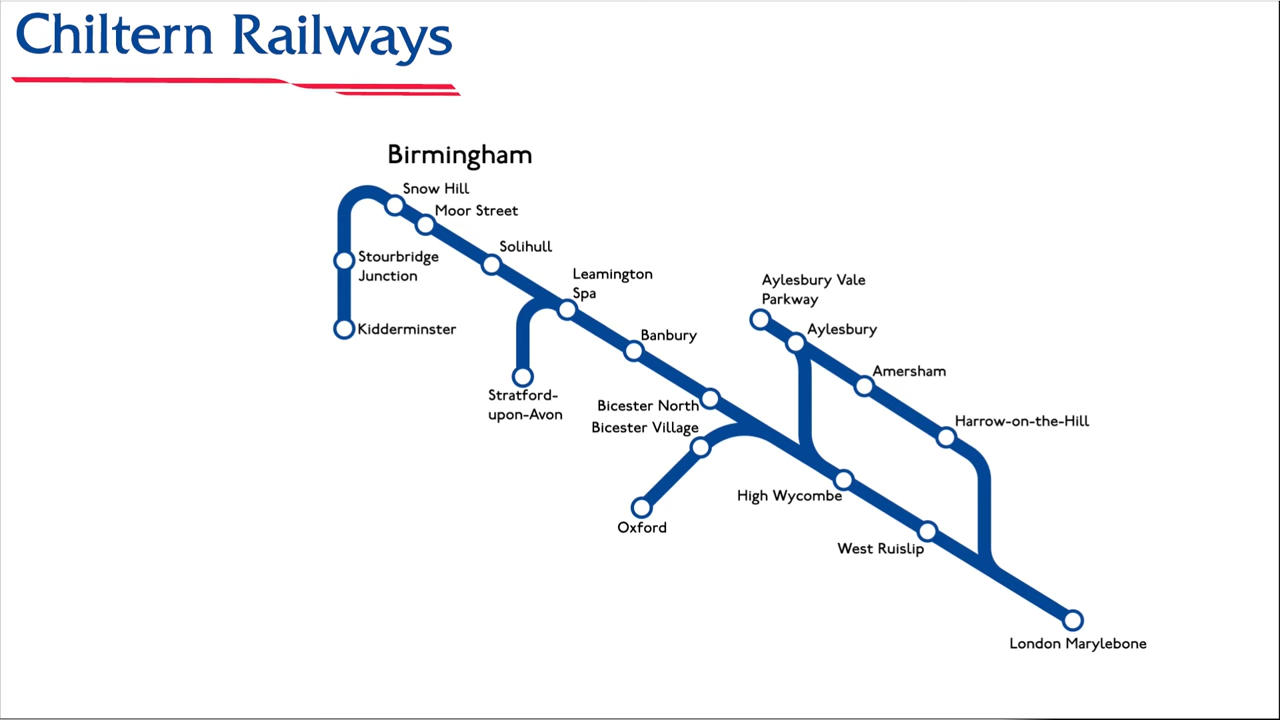 Chiltern Railways
Birmingham
Snow Hill
Moor Street
Solihull
Stourbridge
Junction
Kidderminster
Leamington
Spa
Stratford-
upon-Avon
Banbury
Bicester North
Bicester Village
Oxford
Aylesbury Vale
Parkway
Aylesbury
Amersham
Harrow-on-the-Hill
High Wycombe
West Ruislip
London Marylebone